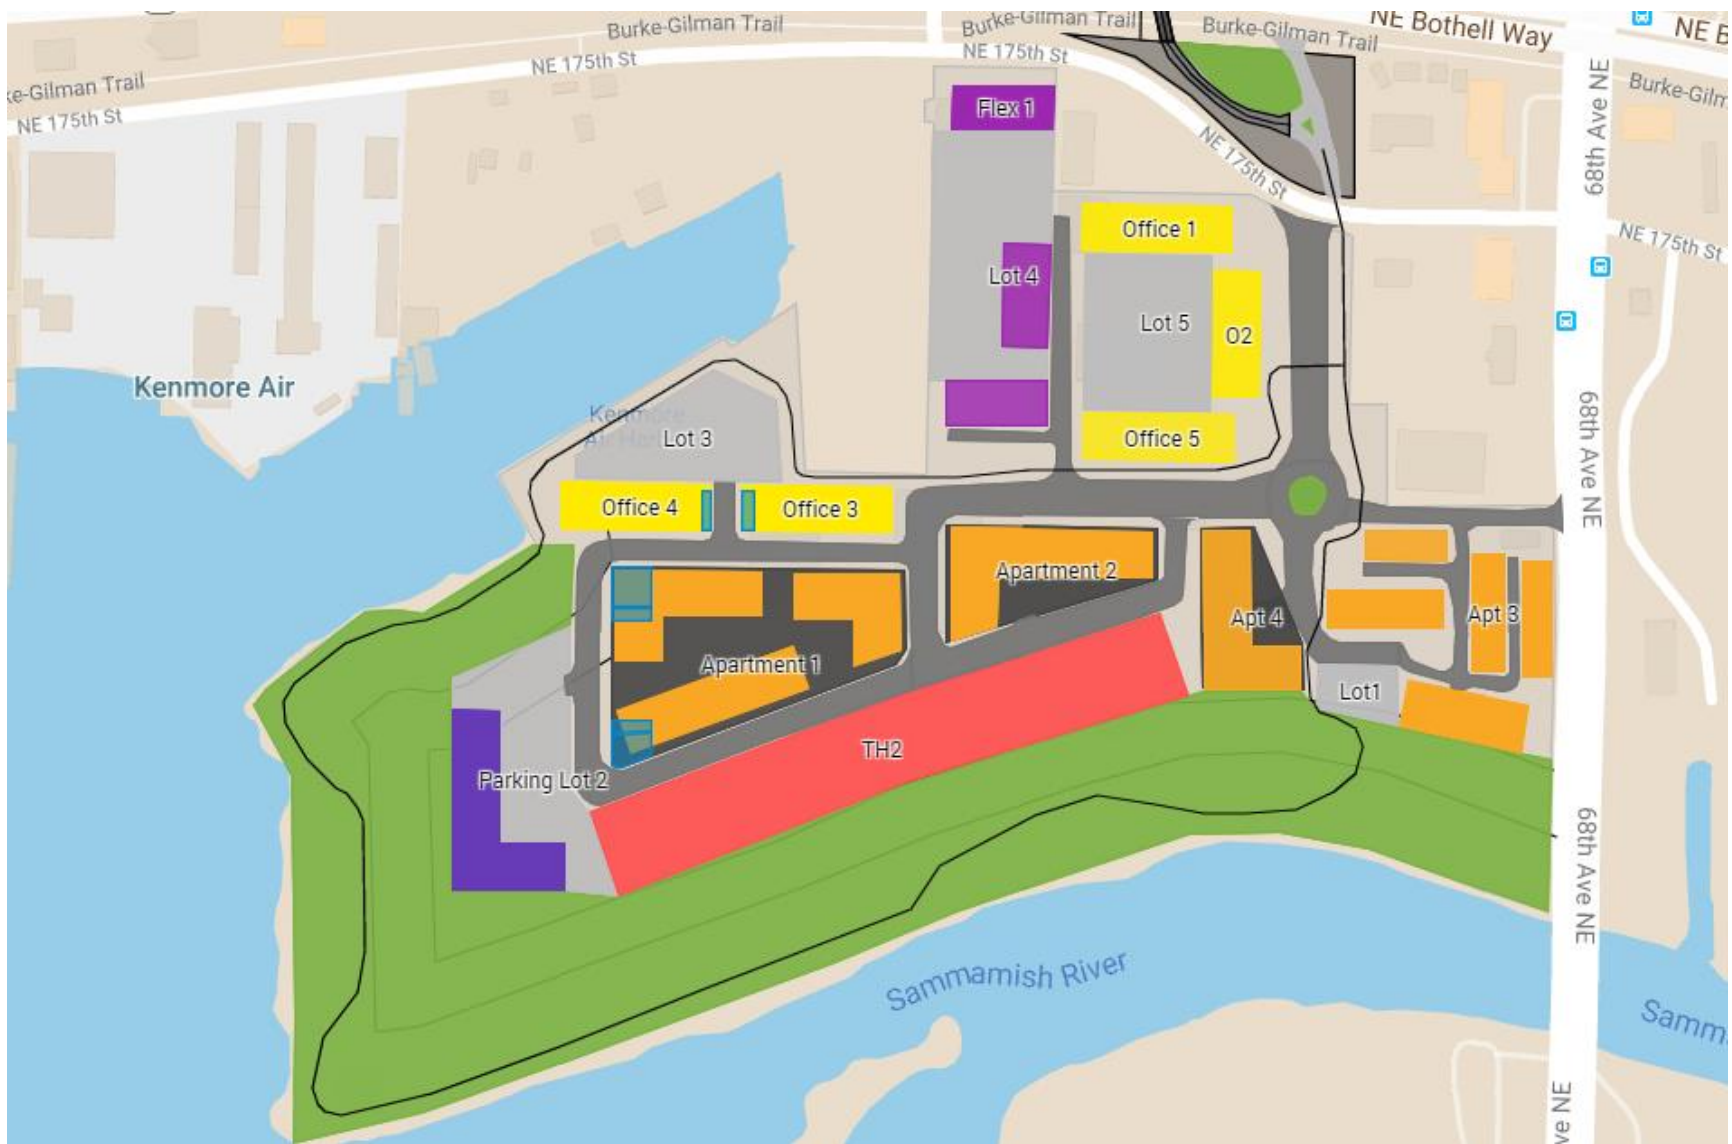 Burke-Gilman Trail
Burke-Gilman Trail
Burke-Gilman Trail
NE Bothell Way
NE B
ke-Gilman Trail
NE 175th St
NE 175th St
NE 175th St
68th Ave NE
Burke-Gilm
Flex 1
NE 175th St
Office 1
NE 175th St
Lot 4
Lot 5
O2
Kenmore Air
Kenmore
Air Har
Lot 3
Office 5
68th Ave NE
Office 4
Office 3
Apartment 2
Apt 4
Apt 3
Apartment 1
Lot1
TH2
Parking Lot 2
68th Ave NE
Sammamish River
Samm
ve NE